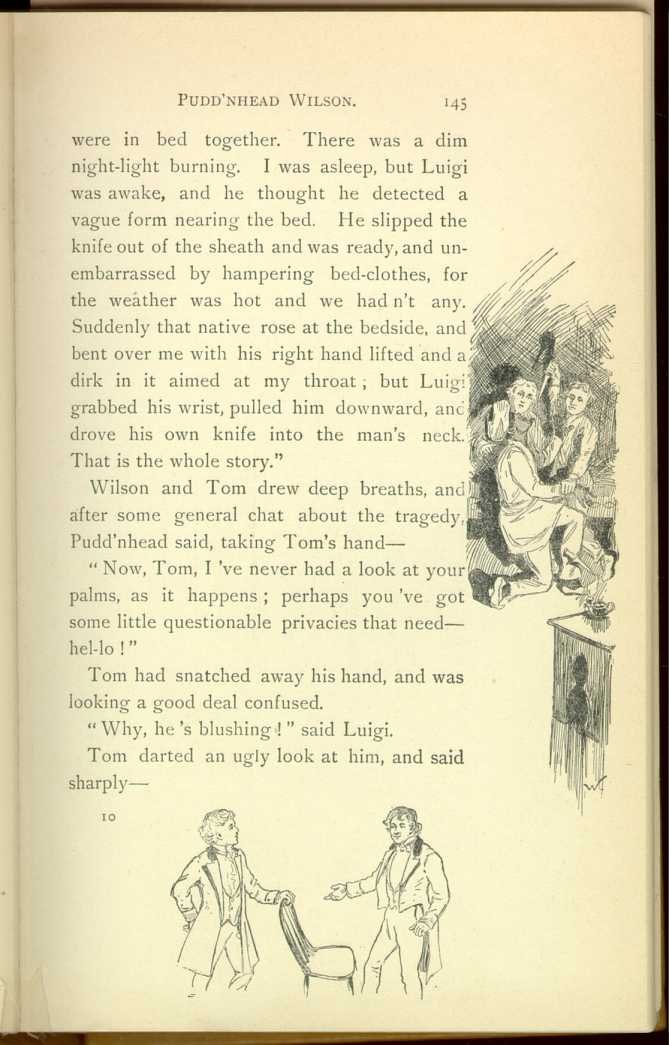 PUDD'NHEAD WILSON. 145
were in bed together. There was a dim
night-light burning. I was asleep, but Luigi
was awake, and he thought he detected a
vague form nearing the bed. He slipped the
knife out of the sheath and was ready, and un-
embarrassed by hampering bed-clothes, for
the weather was hot and we had n't any.
Suddenly that native rose at the bedside, and
bent over me with his right hand lifted and a
dirk in it aimed at my throat; but Luigi
grabbed his wrist, pulled him downward, and
drove his own knife into the man's neck.
That is the whole story."
Wilson and Tom drew deep breaths, and
after some general chat about the tragedy,
Pudd'nhead said, taking Tom's hand—
"Now, Tom, I 've never had a look at your
palms, as it happens; perhaps you 've got
some little questionable privacies that need—
hel-lo!"
Tom had snatched away his hand, and was
looking a good deal confused.
"Why, he 's blushing!" said Luigi.
Tom darted an ugly look at him, and said
sharply—
10